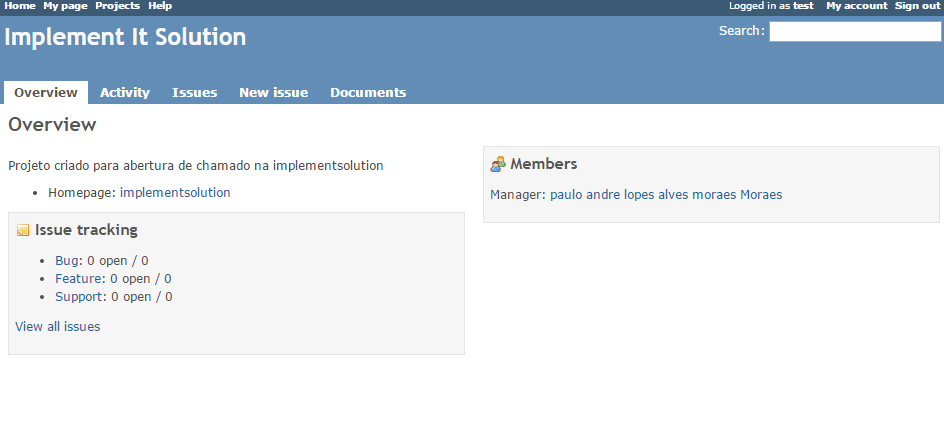 Home My page Projects Help Logged in as test My account Sign out
Implement It Solution Search:
Overview Activity Issues New issue Documents
Overview
Projeto criado para abertura de chamado na implementsolution
Homepage: implementsolution
Issue tracking
Bug: 0 open / 0
Feature: 0 open / 0
Support: 0 open / 0
View all issues
Members
Manager: paulo andre lopes alves moraes Moraes